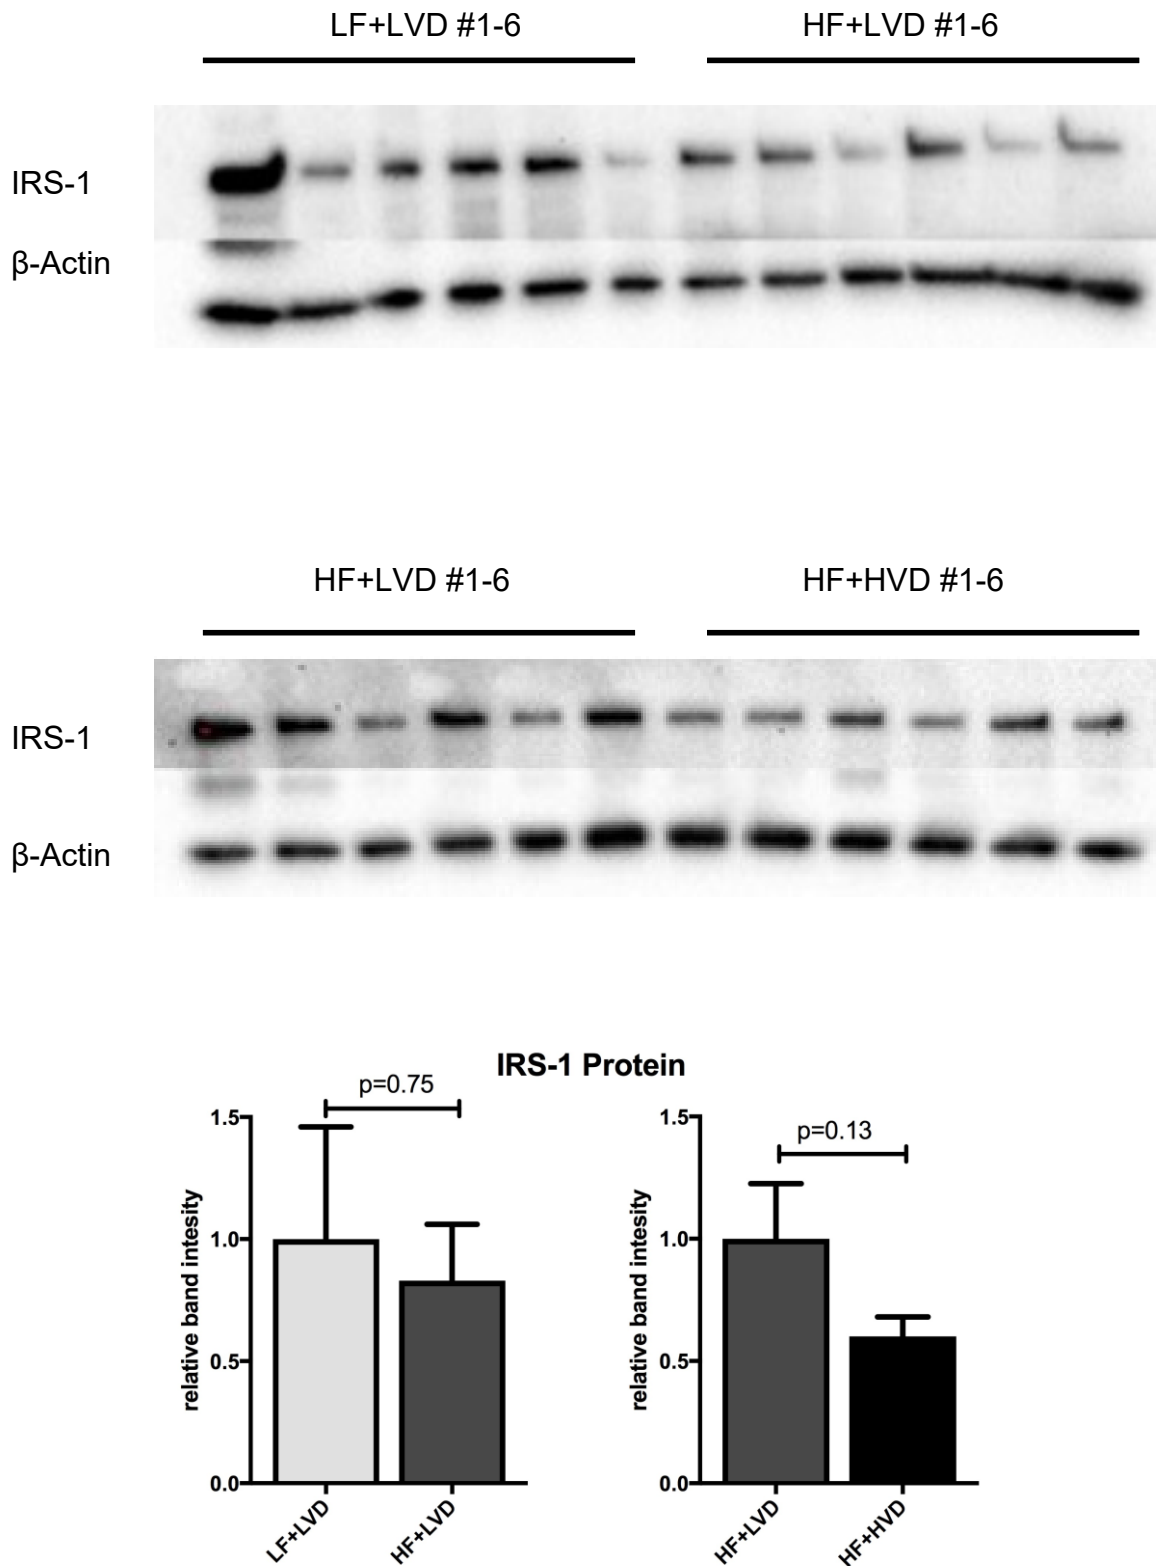 LF+LVD #1-6 HF+LVD #1-6
IRS-1
β-Actin
HF+LVD #1-6 HF+HVD #1-6
IRS-1
β-Actin
IRS-1 Protein
p=0.75
p=0.13
relative band intesity
1.5
1.0
0.5
0.0
LF+LVD
HF+LVD
relative band intesity
1.5
1.0
0.5
0.0
HF+LVD
HF+HVD